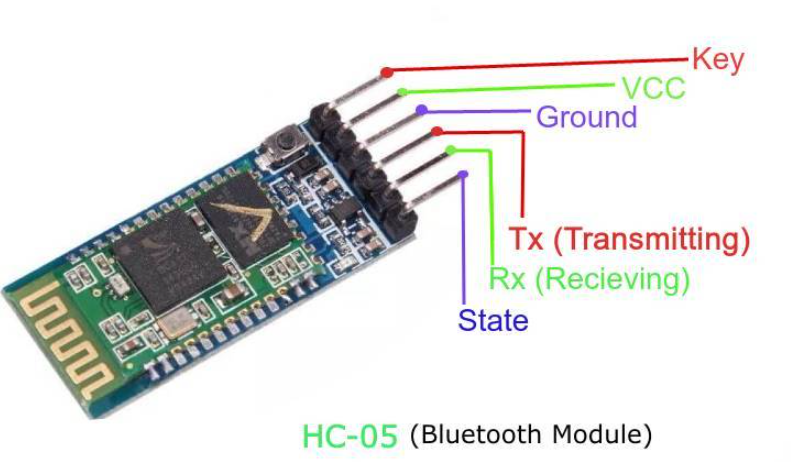 Key
VCC
Ground
Tx (Transmitting)
Rx (Recieving)
State
HC-05 (Bluetooth Module)